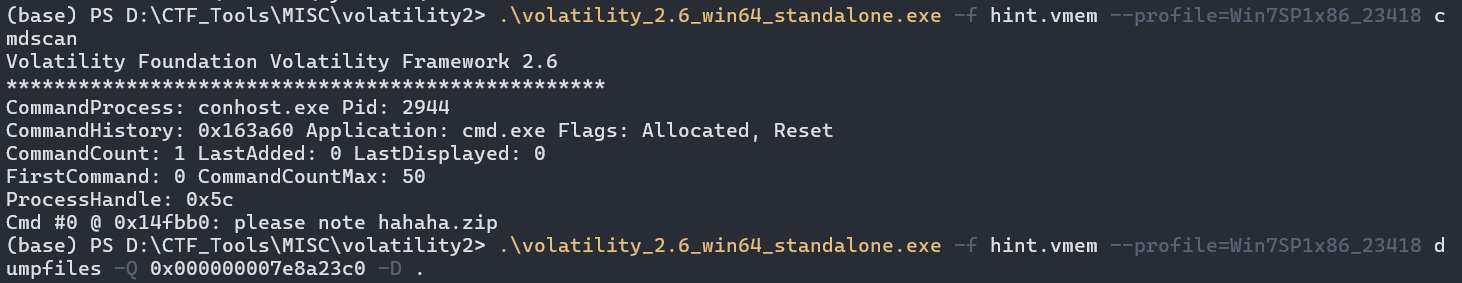 (base) PS D:\CTF_Tools\MISC\volatility2> .\volatility_2.6_win64_standalone.exe -f hint.vmem --profile=Win7SP1x86_23418 c
mdscan
Volatility Foundation Volatility Framework 2.6
**************************************************
CommandProcess: conhost.exe Pid: 2944
CommandHistory: 0x163a60 Application: cmd.exe Flags: Allocated, Reset
CommandCount: 1 LastAdded: 0 LastDisplayed: 0
FirstCommand: 0 CommandCountMax: 50
ProcessHandle: 0x5c
Cmd #0 @ 0x14fbb0: please note hahaha.zip
(base) PS D:\CTF_Tools\MISC\volatility2> .\volatility_2.6_win64_standalone.exe -f hint.vmem --profile=Win7SP1x86_23418 d
umpfiles -Q 0x000000007e8a23c0 -D .